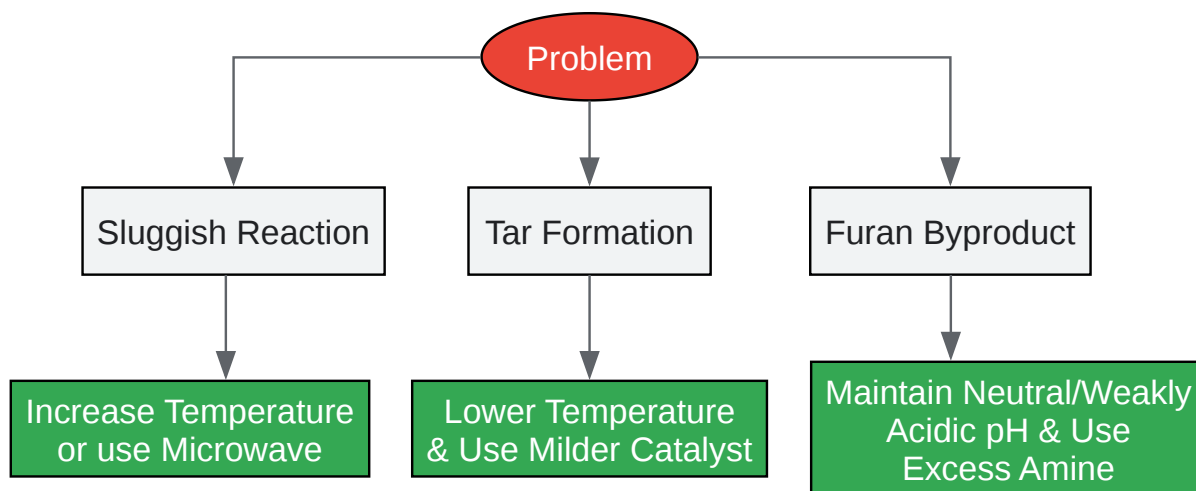 Problem
Sluggish Reaction
Tar Formation
Furan Byproduct
Increase Temperature
or use Microwave
Lower Temperature
& Use Milder Catalyst
Maintain Neutral/Weakly
Acidic pH & Use
Excess Amine